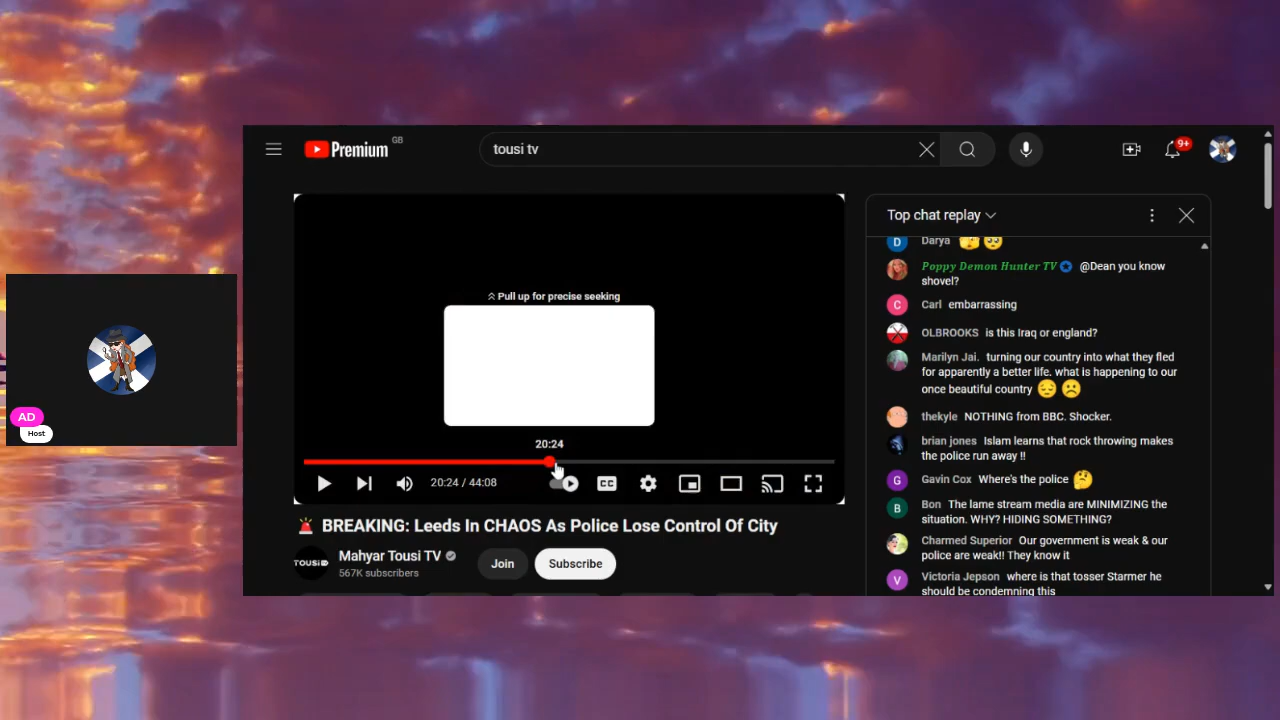 Premium GB
tousi tv
9+
Top chat replay
Darya
Poppy Demon Hunter TV @Dean you know
shovel?
Carl embarrassing
OLBROOKS is this Iraq or england?
Marilyn Jai. turning our country into what they fled
for apparently a better life. what is happening to our
once beautiful country
thekyle NOTHING from BBC. Shocker.
brian jones Islam learns that rock throwing makes
the police run away !!
Gavin Cox Where's the police
Bon The lame stream media are MINIMIZING the
situation. WHY? HIDING SOMETHING?
Charmed Superior Our government is weak & our
police are weak!! They know it
Victoria Jepson where is that tosser Starmer he
should be condemning this
D
C
G
B
V
Pull up for precise seeking
20:24
20:24 / 44:08
CC
BREAKING: Leeds In CHAOS As Police Lose Control Of City
TOUSI
Mahyar Tousi TV
567K subscribers
Join
Subscribe
AD
Host